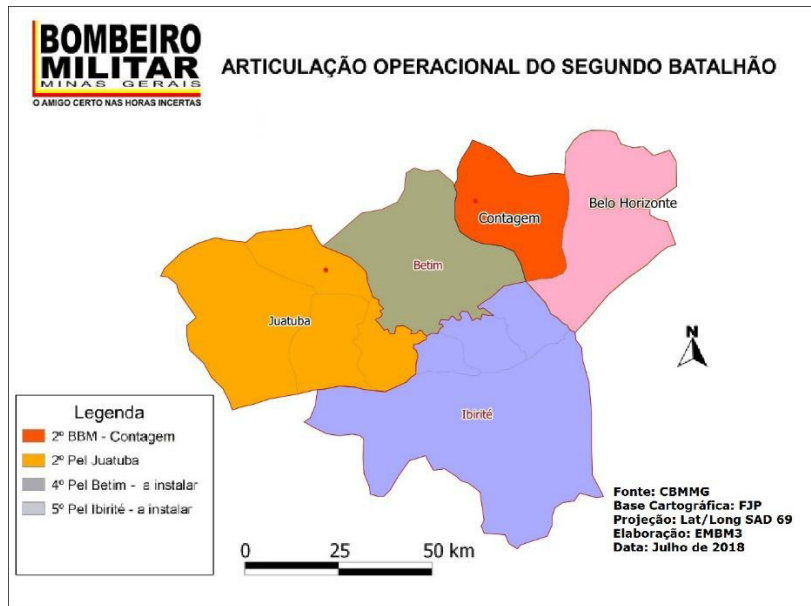 BOMBEIRO
MILITAR
MINAS GERAIS
O AMIGO CERTO NAS HORAS INCERTAS
ARTICULAÇÃO OPERACIONAL DO SEGUNDO BATALHÃO
Belo Horizonte
Contagem
Betim
Juatuba
N
Ibirité
Legenda
2º BBM - Contagem
2º Pel Juatuba
4º Pel Betim - a instalar
5º Pel Ibirité - a instalar
Fonte: CBMMG
Base Cartográfica: FJP
Projeção: Lat/Long SAD 69
Elaboração: EMBM3
Data: Julho de 2018
0 25 50 km